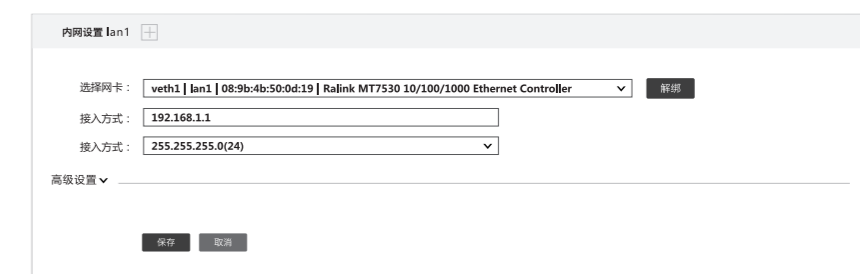 内网设置 lan1
选择网卡： veth1 | lan1 | 08:9b:4b:50:0d:19 | Ralink MT7530 10/100/1000 Ethernet Controller 解绑
接入方式： 192.168.1.1
接入方式： 255.255.255.0(24)
高级设置
保存 取消